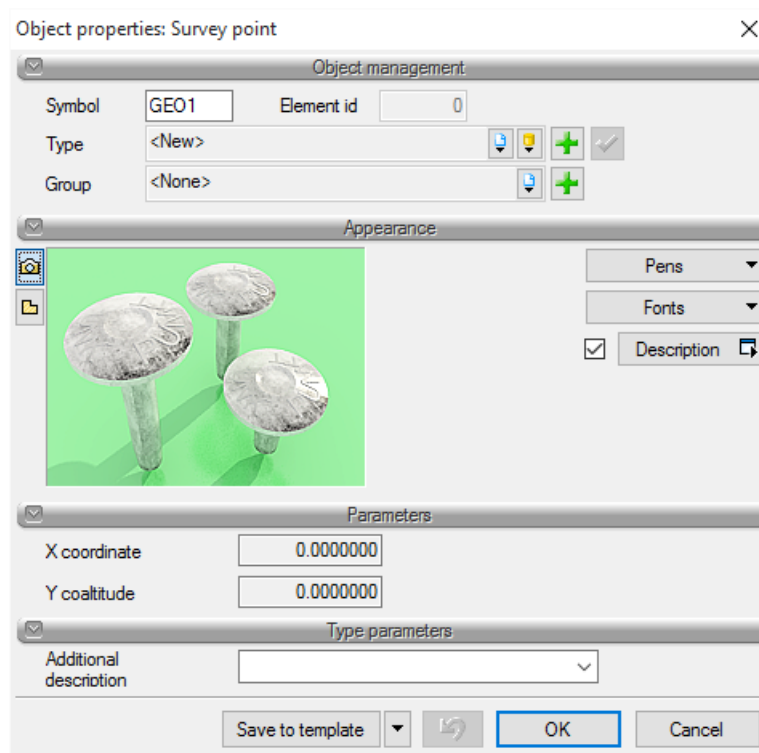 Object properties: Survey point
Object management
Symbol GEO1 Element id 0
Type <New>
Group <None>
Appearance
Pens
Fonts
Description
Parameters
X coordinate 0.0000000
Y coaltitude 0.0000000
Type parameters
Additional
description
Save to template OK Cancel